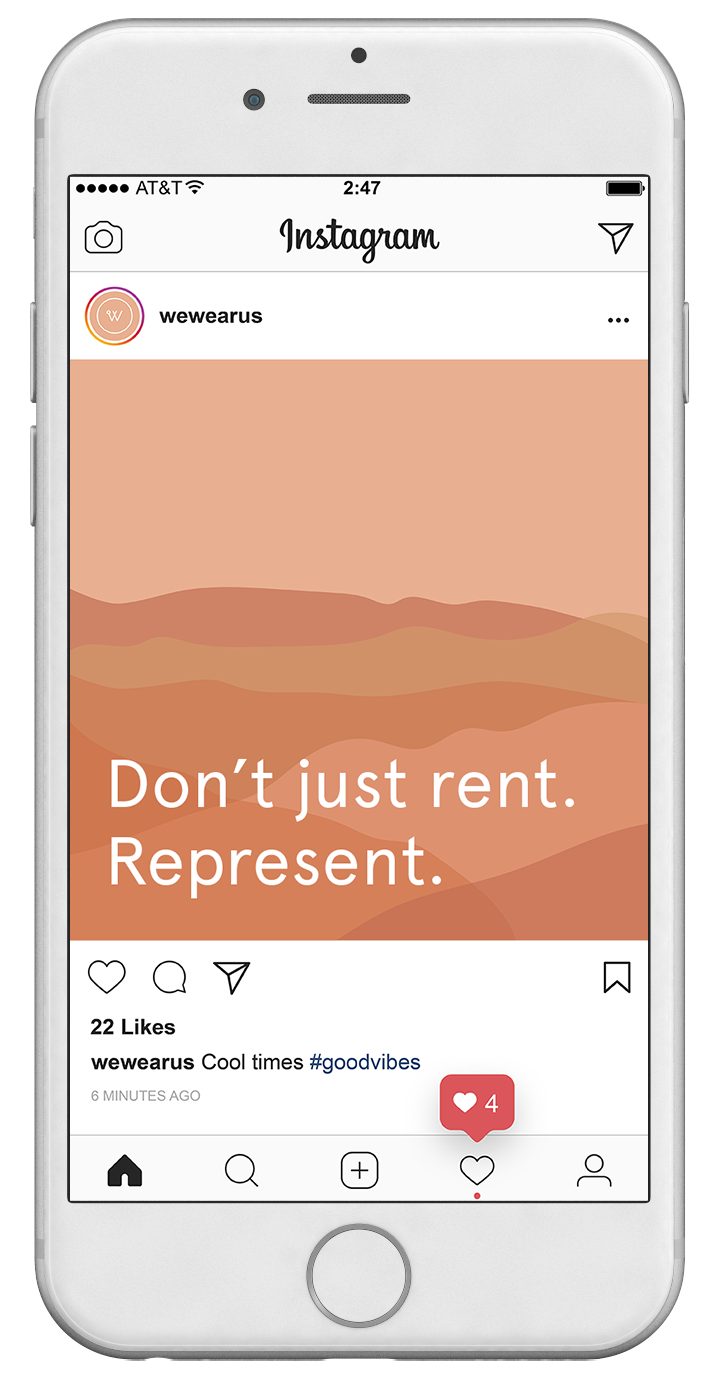 AT&T 2:47
Instagram
W
wewearus
Don’t just rent.
Represent.
22 Likes
wewearus Cool times #goodvibes
6 MINUTES AGO
4